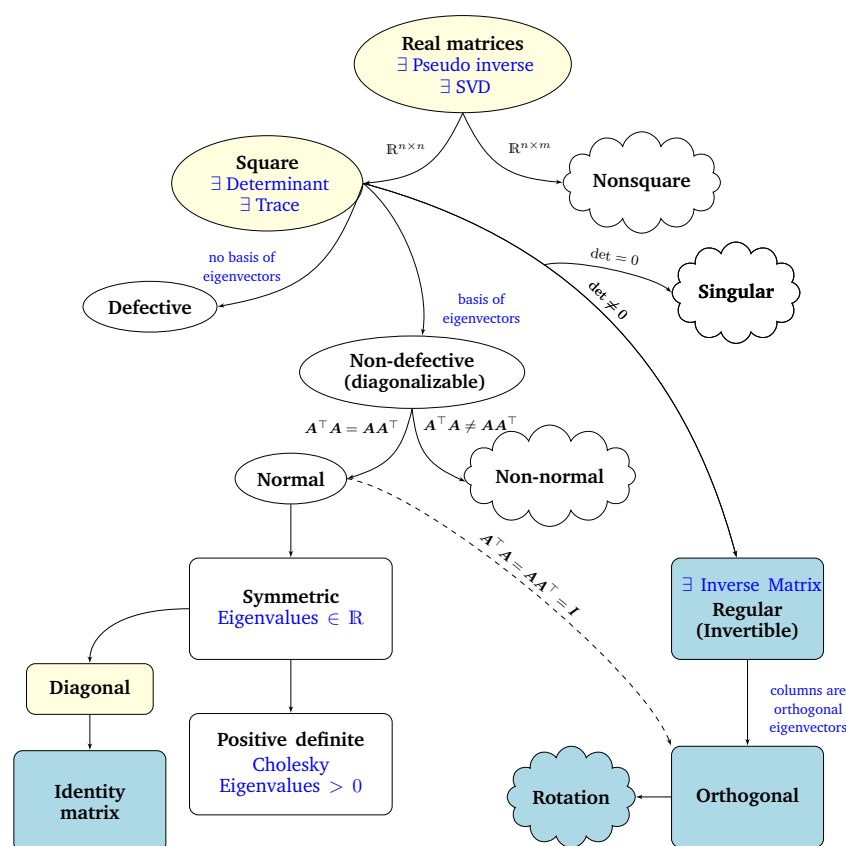 Real matrices
∃ Pseudo inverse
∃ SVD
ℝⁿˣⁿ
ℝⁿˣᵐ
Square
∃ Determinant
∃ Trace
Nonsquare
no basis of
eigenvectors
det = 0
Defective
basis of
eigenvectors
det ≠ 0
Singular
Non-defective
(diagonalizable)
A⊤A = AA⊤
A⊤A ≠ AA⊤
Normal
Non-normal
A⊤A = AA⊤ = I
Symmetric
Eigenvalues ∈ ℝ
∃ Inverse Matrix
Regular
(Invertible)
Diagonal
columns are
orthogonal
eigenvectors
Positive definite
Cholesky
Eigenvalues > 0
Identity
matrix
Rotation
Orthogonal